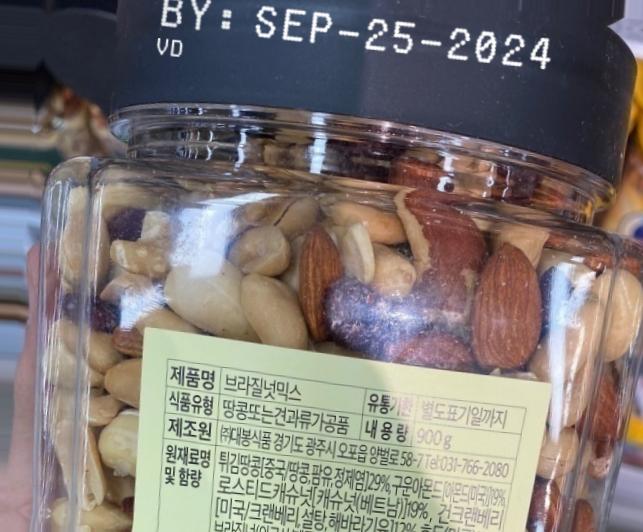 BY: SEP-25-2024
VD
제품명 브라질넛믹스 유통기한 별도표기일까지
식품유형 땅콩또는견과류가공품 내용량 900g
제조원 ㈜대봉식품 경기도 광주시 오포읍 양벌로 58-7 Tel:031-766-2080
원재료명 및 함량 튀김땅콩[중국/땅콩,팜유,정제염]29%,구운아몬드[아몬드(미국)]19%,
로스티드캐슈넛[캐슈넛(베트남)]19%, 건크랜베리
[미국/크랜베리,설탕,해바라기유]12%